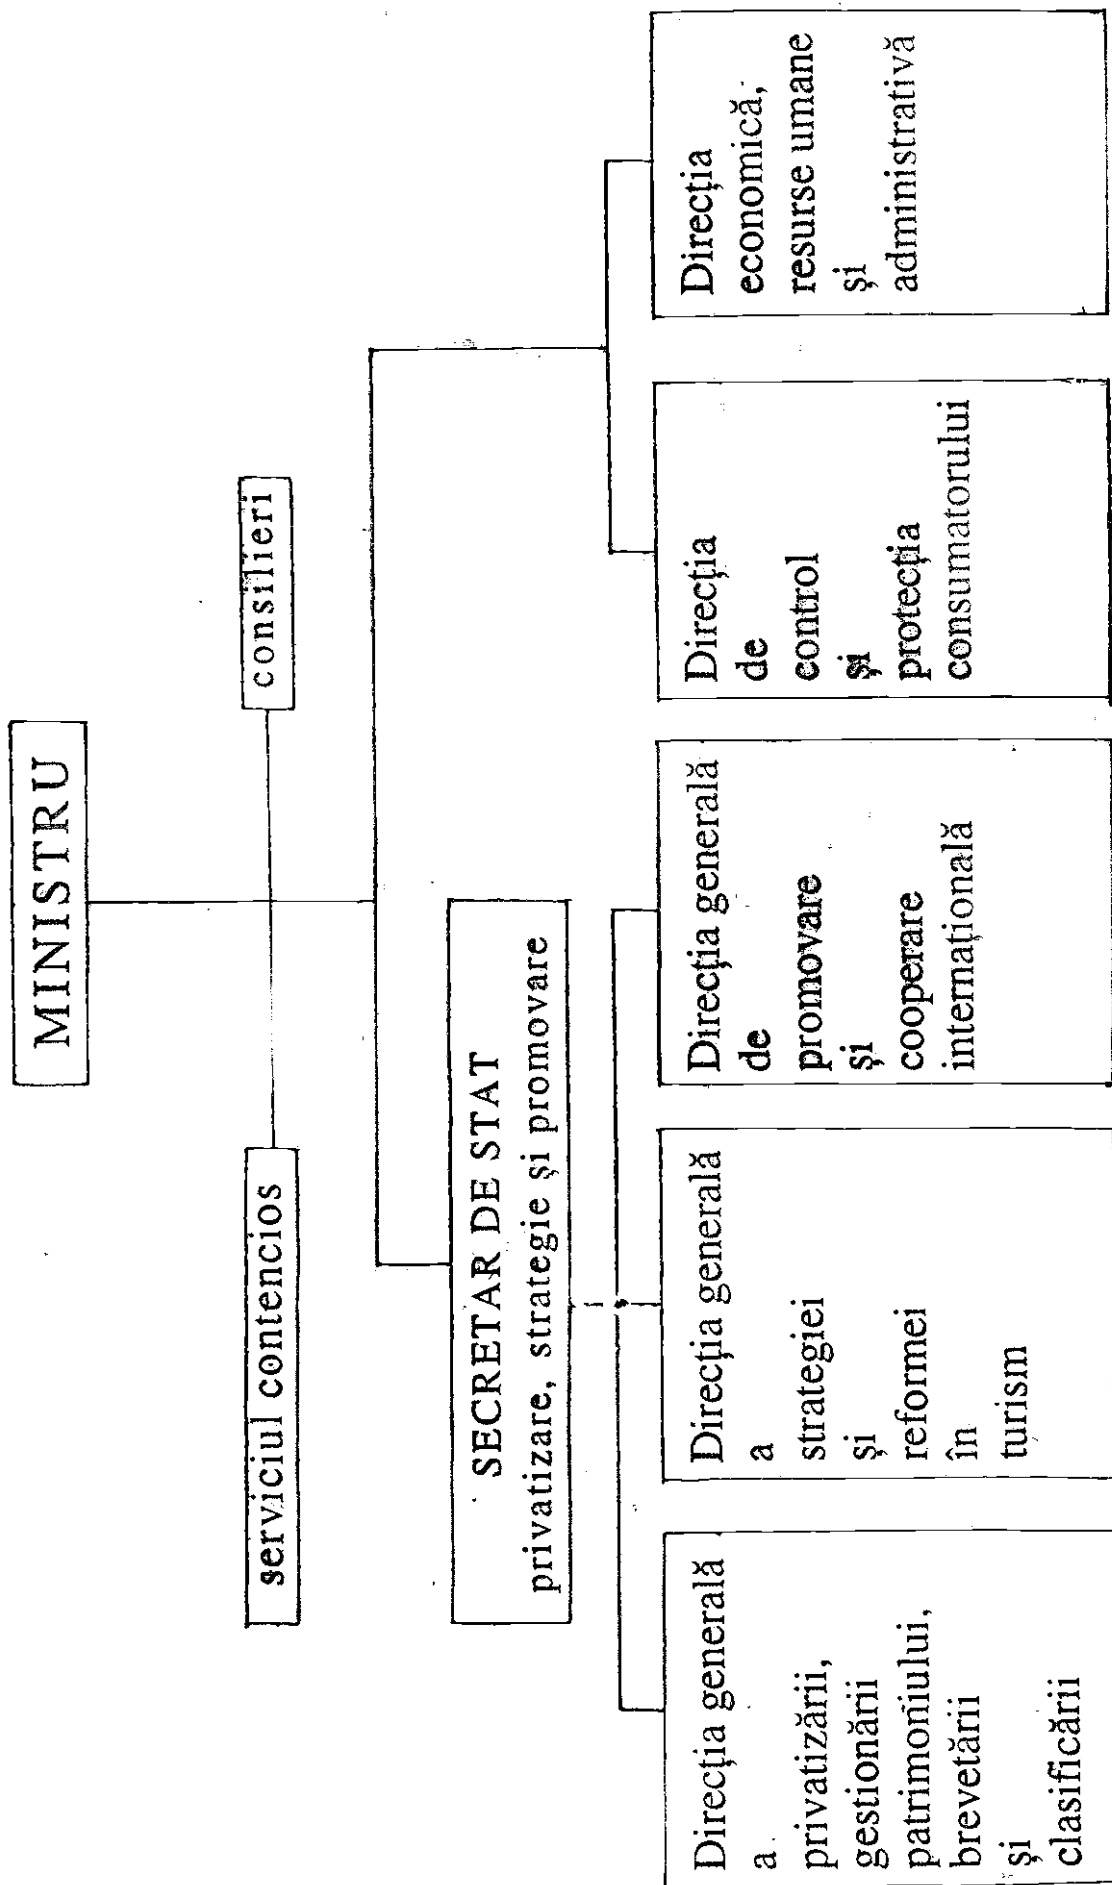 MINISTRU
serviciul contencios
consilieri
SECRETAR DE STAT
privatizare, strategie și promovare
Direcția generală
a
privatizării,
gestionării
patrimoniului,
brevetării
și
clasificării
Direcția generală
a
strategiei
și
reformei
în
turism
Direcția generală
de
promovare
și
cooperare
internațională
Direcția
de
control
și
protecția
consumatorului
Direcția
economică,
resurse umane
și
administrativă